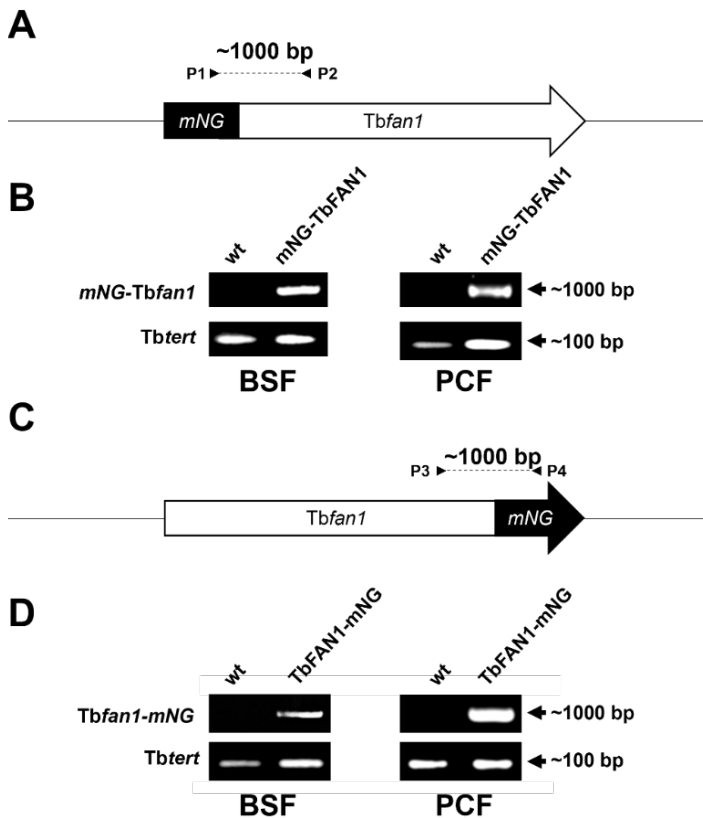 A
~1000 bp
P1 P2
mNG Tbfan1
B
wt mNG-TbFAN1 wt mNG-TbFAN1
mNG-Tbfan1 ~1000 bp
Tbtert ~100 bp
BSF PCF
C
~1000 bp
P3 P4
Tbfan1 mNG
D
wt TbFAN1-mNG wt TbFAN1-mNG
Tbfan1-mNG ~1000 bp
Tbtert ~100 bp
BSF PCF